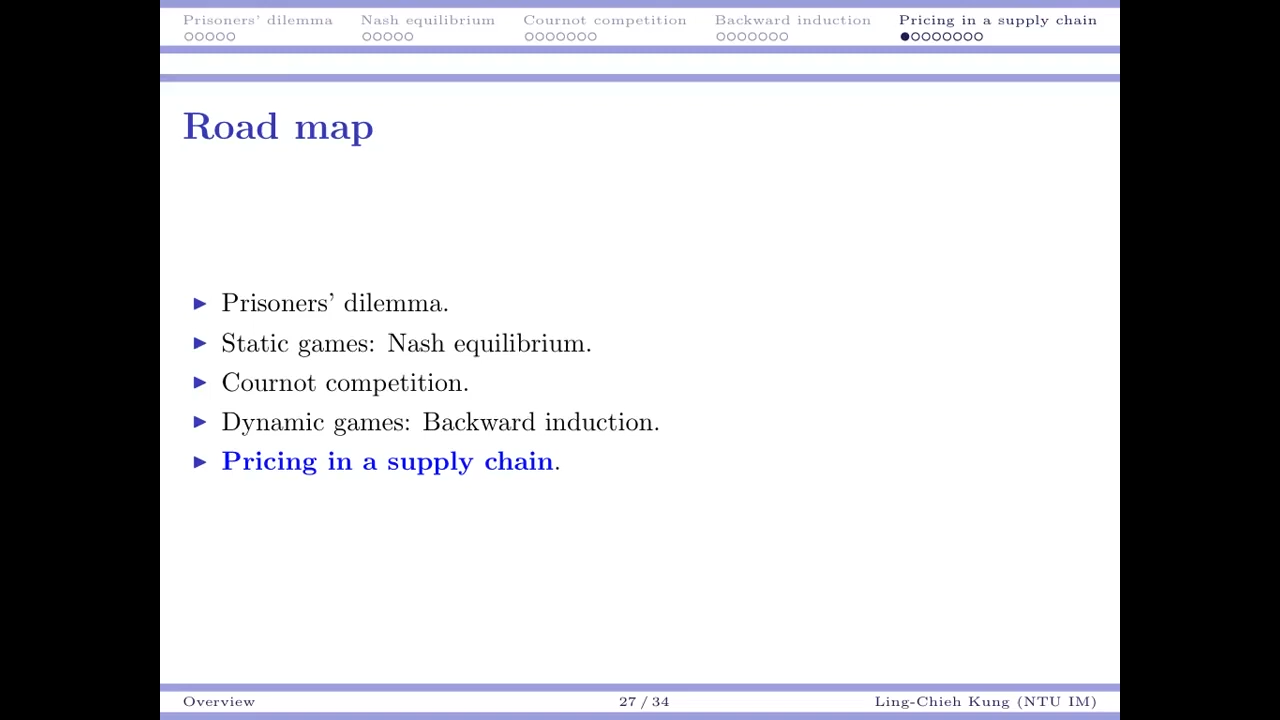 Prisoners' dilemma Nash equilibrium Cournot competition Backward induction Pricing in a supply chain
Road map
Prisoners' dilemma.
Static games: Nash equilibrium.
Cournot competition.
Dynamic games: Backward induction.
Pricing in a supply chain.
Overview 27 / 34 Ling-Chieh Kung (NTU IM)